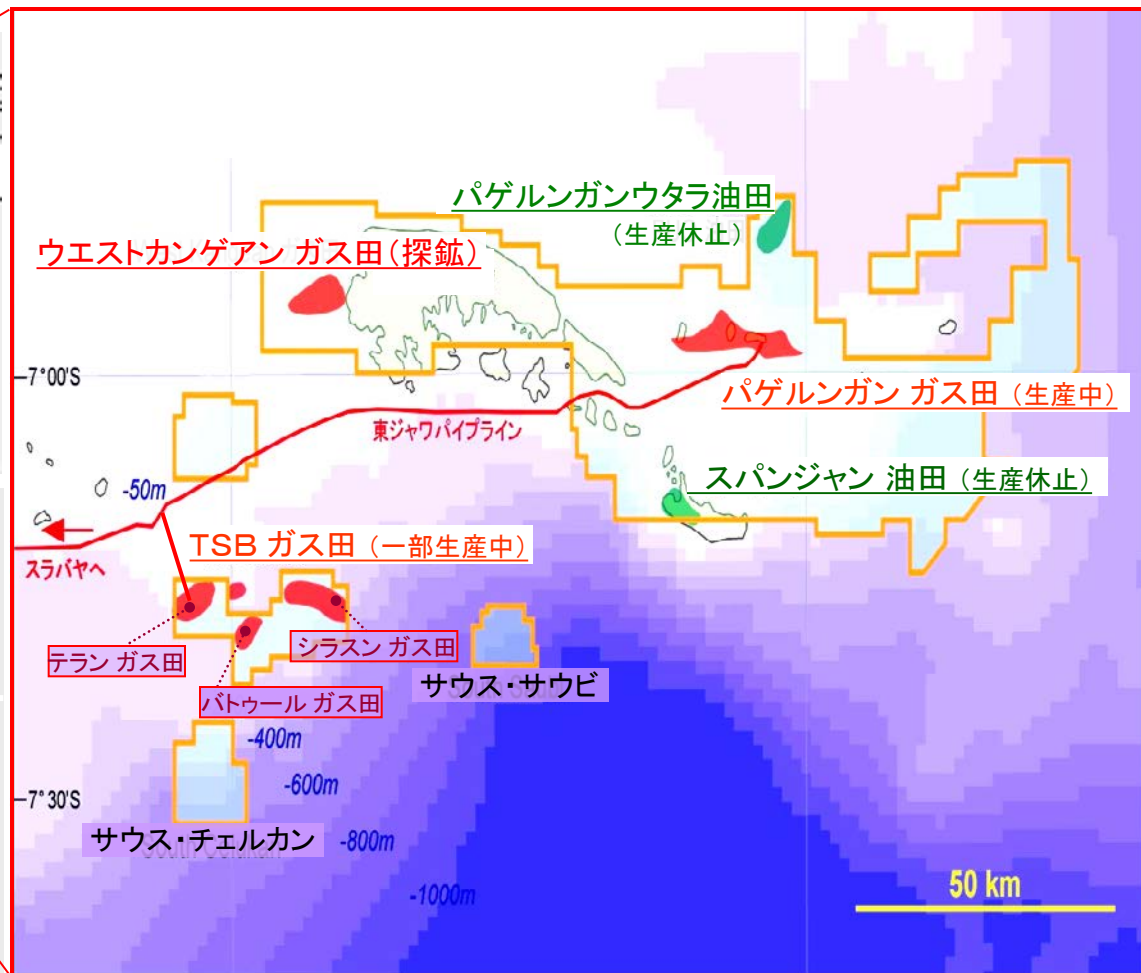 パゲルンガンウタラ油田
(生産休止)
ウエストカンゲアン ガス田(探鉱)
7°00'S
パゲルンガン ガス田 (生産中)
東ジャワパイプライン
スパンジャン 油田 (生産休止)
-50m
TSB ガス田 (一部生産中)
スラバヤへ
シラスン ガス田
テラン ガス田
サウス・サウビ
バトゥール ガス田
-400m
-600m
7°30'S
サウス・チェルカン
-800m
-1000m
50 km